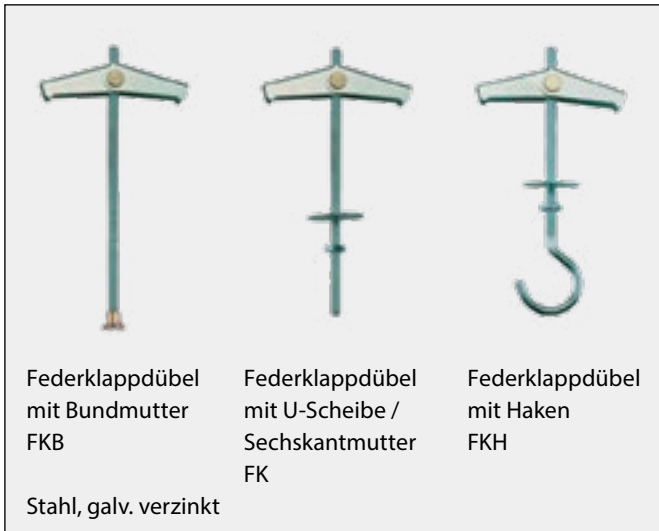 Federklappdübel
mit Bundmutter
FKB
Federklappdübel
mit U-Scheibe /
Sechskantmutter
FK
Federklappdübel
mit Haken
FKH
Stahl, galv. verzinkt